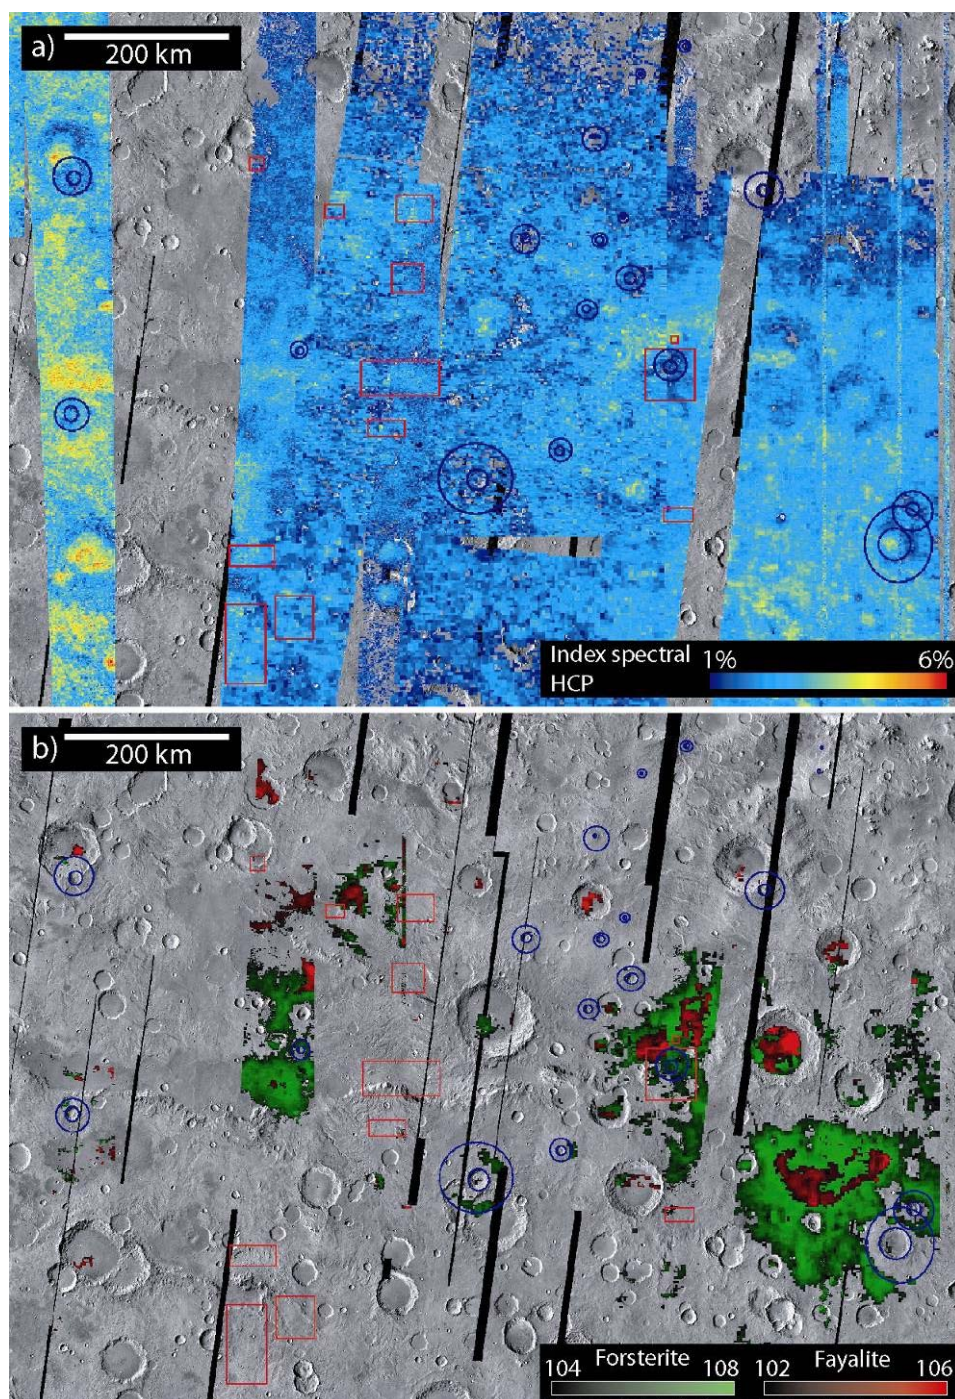 a)
200 km
Index spectral 1% 6%
HCP
b)
200 km
Forsterite Fayalite
104 108 102 106